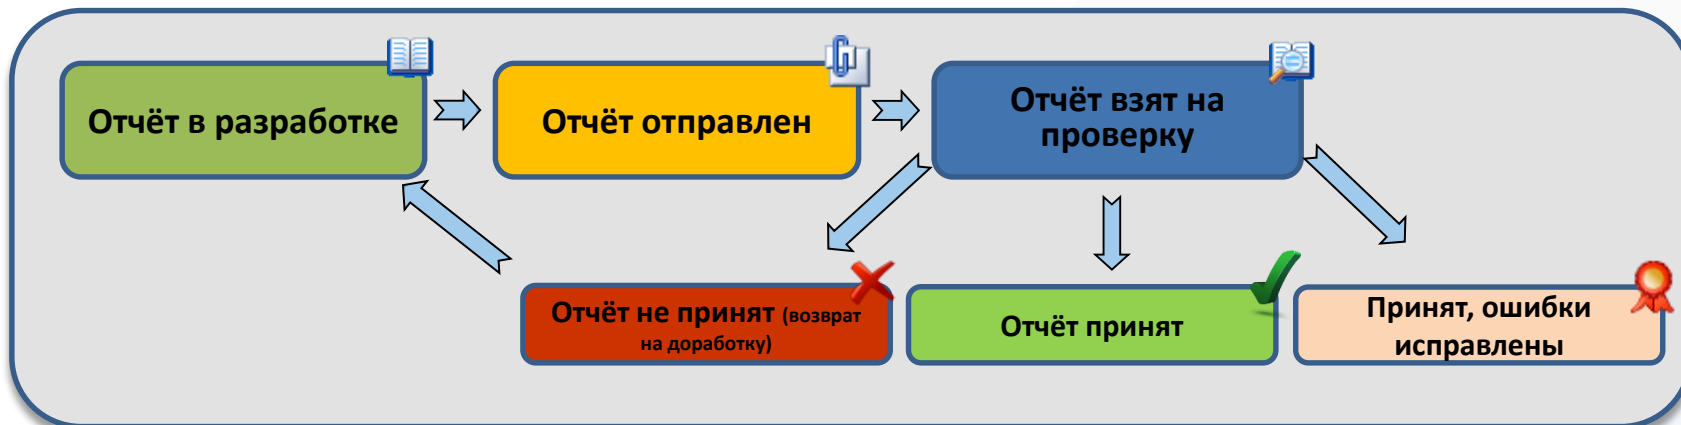 Отчёт в разработке
Отчёт отправлен
Отчёт взят на
проверку
Отчёт не принят (возврат
на доработку)
Отчёт принят
Принят, ошибки
исправлены